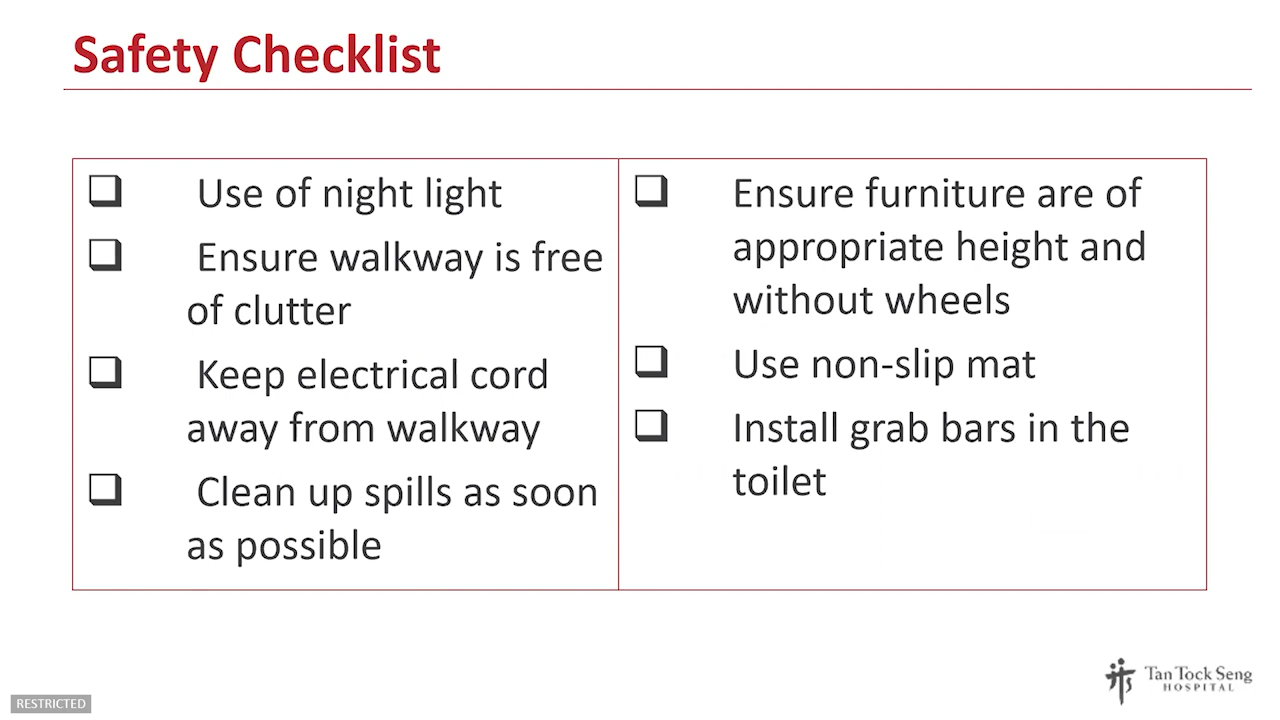 Safety Checklist
Use of night light
Ensure walkway is free
of clutter
Keep electrical cord
away from walkway
Clean up spills as soon
as possible
Ensure furniture are of
appropriate height and
without wheels
Use non-slip mat
Install grab bars in the
toilet
RESTRICTED
Tan Tock Seng
HOSPITAL